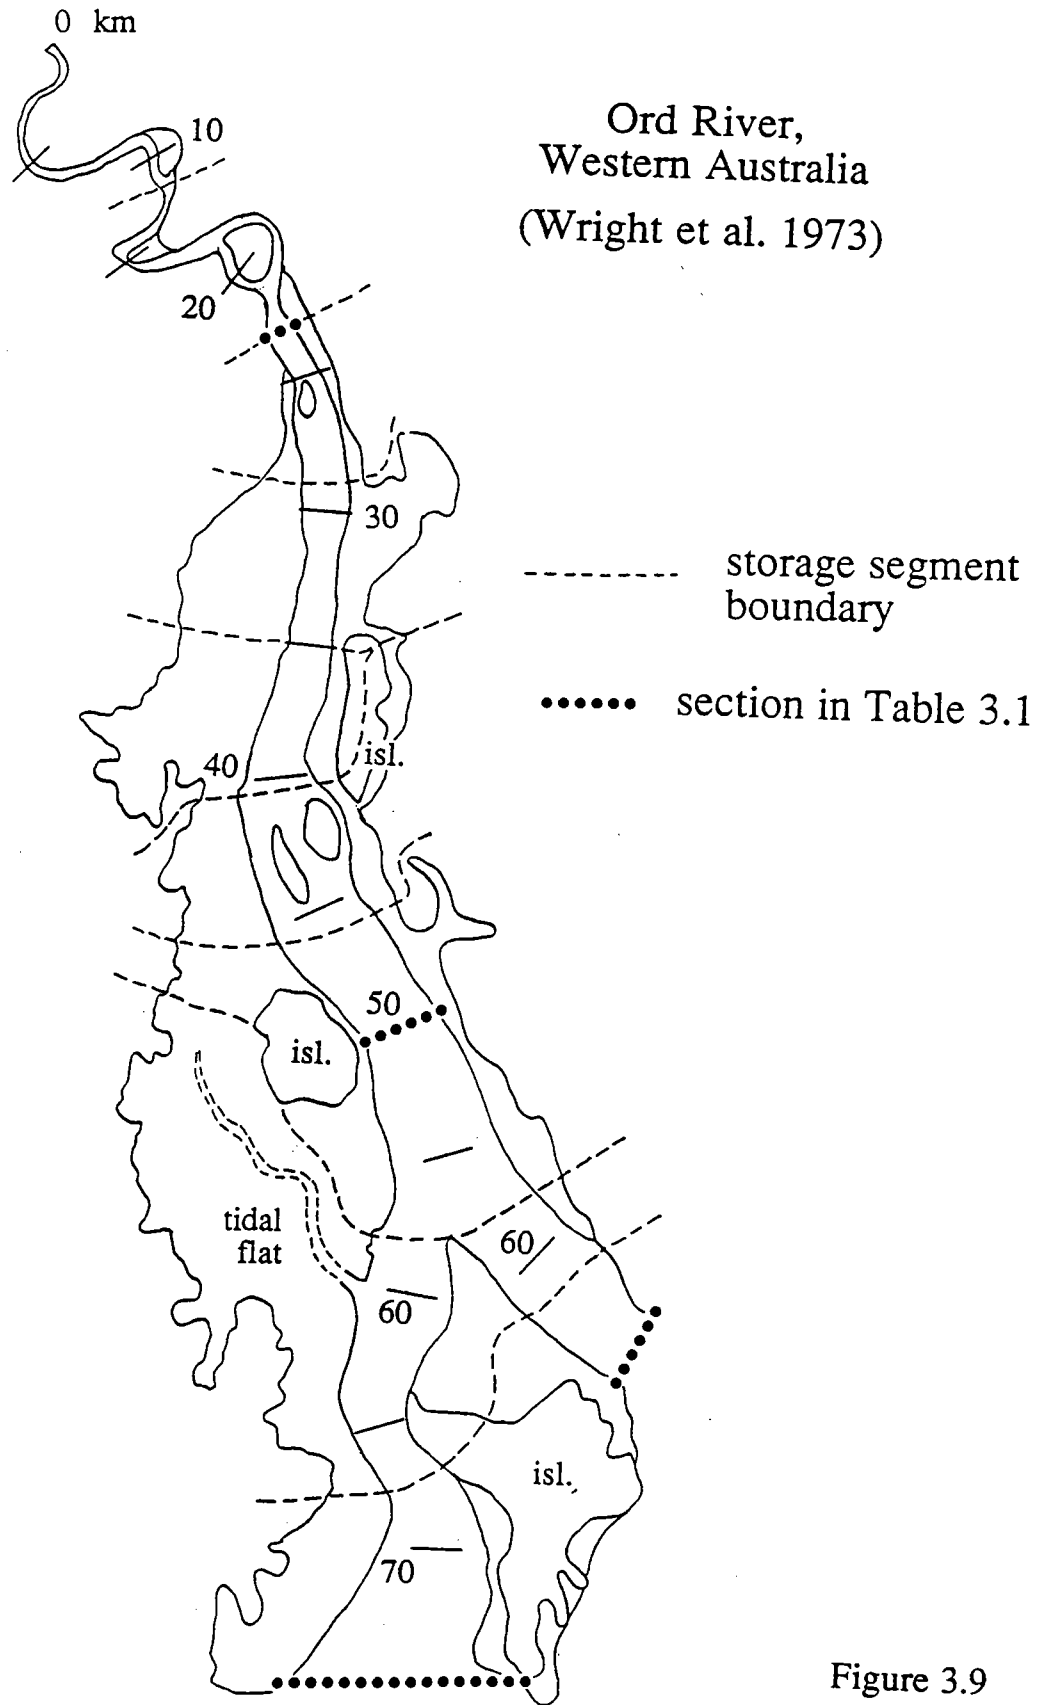 0 km
10
Ord River,
Western Australia
(Wright et al. 1973)
20
30
storage segment
boundary
section in Table 3.1
isl.
40
50
isl.
tidal
flat
60
60
isl.
70
Figure 3.9